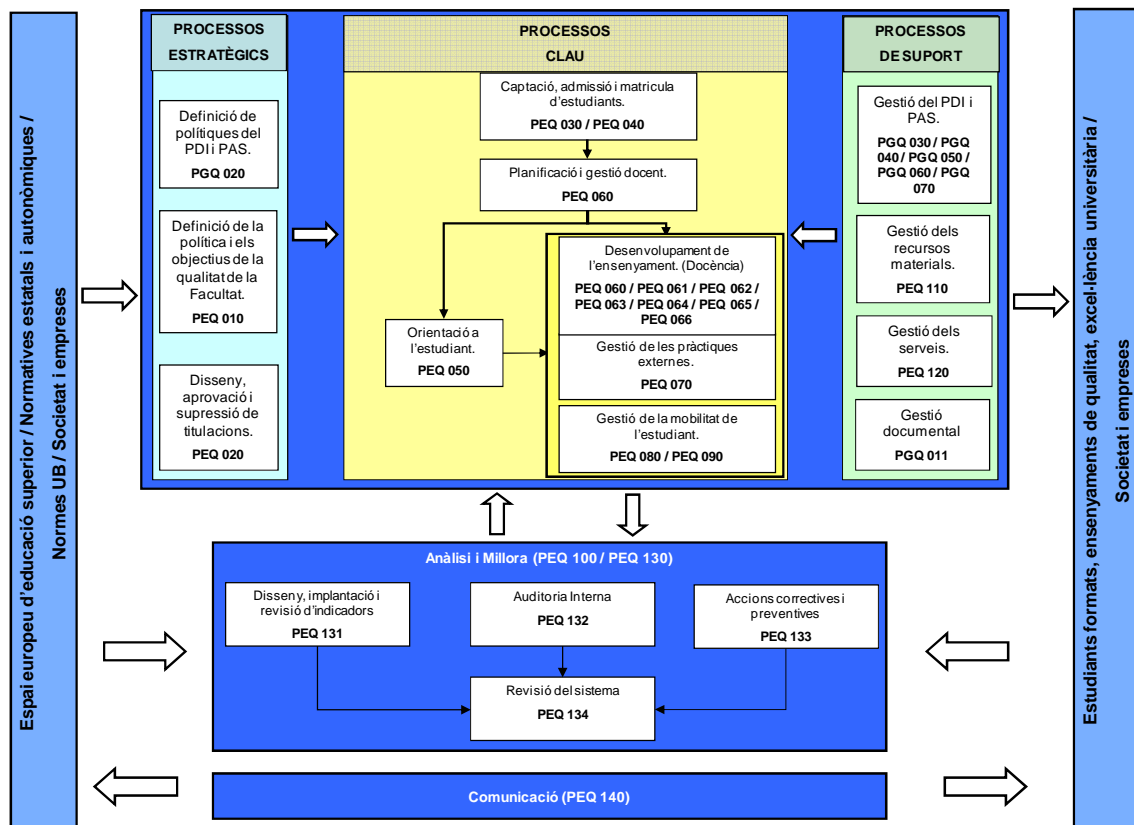 Espai europeu d'educació superior / Normatives estatals i autonòmiques /
Normes UB / Societat i empreses
PROCESSOS
ESTRATÈGICS
Definició de
polítiques del
PDI i PAS.
PGQ 020
Definició de la
política i els
objectius de la
qualitat de la
Facultat.
PEQ 010
Disseny,
aprovació i
supressió de
titulacions.
PEQ 020
PROCESSOS
CLAU
Captació, admissió i matricula
d'estudiants.
PEQ 030 / PEQ 040
Planificació i gestió docent.
PEQ 060
Desenvolupament de
l'ensenyament. (Docència)
PEQ 060 / PEQ 061 / PEQ 062 /
PEQ 063 / PEQ 064 / PEQ 065 /
PEQ 066
Orientació a
l'estudiant.
PEQ 050
Gestió de les pràctiques
externes.
PEQ 070
Gestió de la mobilitat de
l'estudiant.
PEQ 080 / PEQ 090
PROCESSOS
DE SUPORT
Gestió del PDI i
PAS.
PGQ 030 / PGQ
040 / PGQ 050 /
PGQ 060 / PGQ
070
Gestió dels
recursos
materials.
PEQ 110
Gestió dels
serveis.
PEQ 120
Gestió
documental
PGQ 011
Estudiants formats, ensenyaments de qualitat, excel·lència universitària /
Societat i empreses
Anàlisi i Millora (PEQ 100 / PEQ 130)
Disseny, implantació i
revisió d'indicadors
PEQ 131
Auditoria Interna
PEQ 132
Accions correctives i
preventives
PEQ 133
Revisió del sistema
PEQ 134
Comunicació (PEQ 140)